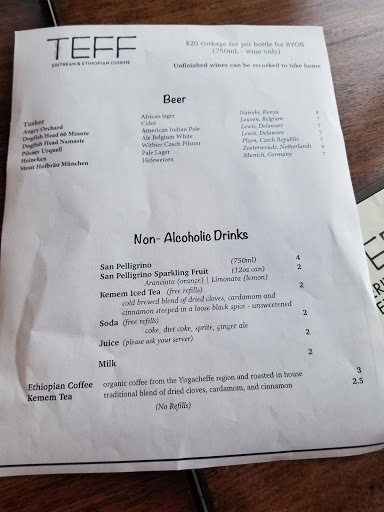 TEFF
ERITREAN & ETHIOPIAN CUISINE
$20 corkage fee per bottle for BYOB
(750mL - wine only)
Unfinished wines can be recorked to take home
Beer
Tusker African lager Nairobi, Kenya 6
Angry Orchard Cider Leuven, Belgium 7
Dogfish Head 60 Minute American Indian Pale Lewis, Delaware 7
Dogfish Head Namaste Ale Belgium White Lewis, Delaware 7
Pilsner Urquell Witbier Czech Pilsner Plzen, Czech Republic 7
Heineken Pale Lager Zoeterwoude, Netherlands
Stout Hofbräu München Hefeweizen Munich, Germany 7
Non- Alcoholic Drinks
San Pelligrino (750ml) 4
San Pelligrino Sparkling Fruit (12oz can) 2
Aranciata (orange) | Limonata (lemon)
Kemem Iced Tea (free refills)
cold brewed blend of dried cloves, cardamom and
cinnamon steeped in a loose black spice - unsweetened 2
Soda (free refills)
coke, diet coke, sprite, ginger ale 2
Juice (please ask your server) 2
Milk 2
Ethiopian Coffee organic coffee from the Yirgacheffe region and roasted in house 3
Kemem Tea traditional blend of dried cloves, cardamom, and cinnamon 2.5
(No Refills)